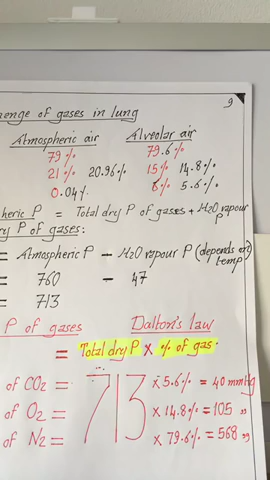 9
henge of gases in lung
Atmospheric air Alveolar air
79% 79.6%
21% 20.96% 15% 14.8%
0.04% 6% 5.6%
heric P = Total dry P of gases + H2O vapour P
ry P of gases:
= Atmospheric P - H2O vapour P (depends on temp
= 760 - 47
= 713
P of gases Dalton's law
= Total dry P × % of gas.
of CO2 = 713 × 5.6% = 40 mmHg
of O2 = × 14.8% = 105 "
of N2 = × 79.6% = 568 "